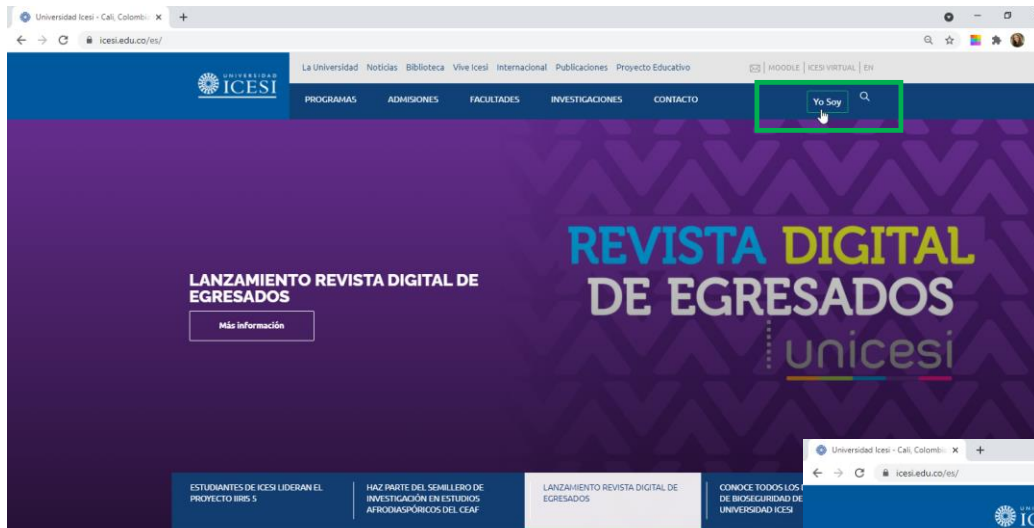 Universidad Icesi - Cali, Colombi
icesi.edu.co/es/
La Universidad Noticias Biblioteca Vive Icesi Internacional Publicaciones Proyecto Educativo
MOODLE | ICESI VIRTUAL | EN
UNIVERSIDAD
ICESI
PROGRAMAS ADMISIONES FACULTADES INVESTIGACIONES CONTACTO
Yo Soy
REVISTA DIGITAL
DE EGRESADOS
unicesi
LANZAMIENTO REVISTA DIGITAL DE
EGRESADOS
Más información
ESTUDIANTES DE ICESI LIDERAN EL
PROYECTO IIRIS 5
HAZ PARTE DEL SEMILLERO DE
INVESTIGACIÓN EN ESTUDIOS
AFRODIASPÓRICOS DEL CEAF
LANZAMIENTO REVISTA DIGITAL DE
EGRESADOS
CONOCE TODOS LOS
DE BIOSEGURIDAD DE
UNIVERSIDAD ICESI
Universidad Icesi - Cali, Colombi
icesi.edu.co/es/